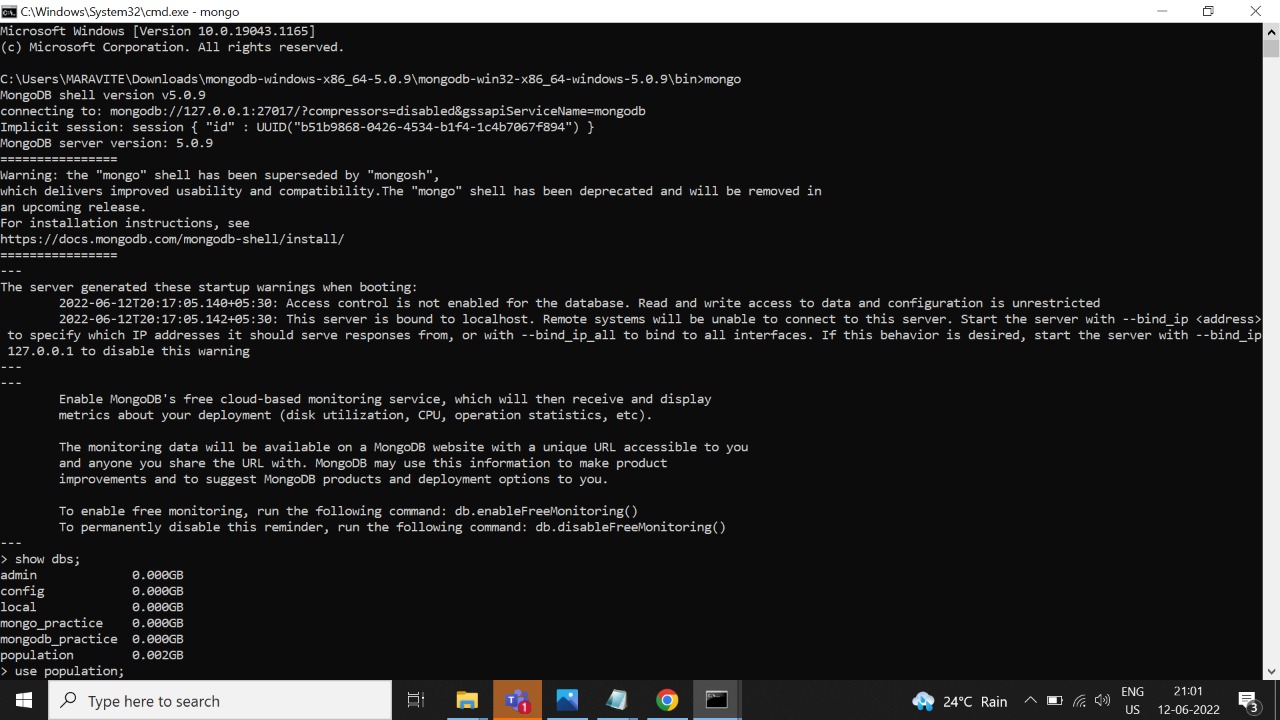 C:\Windows\System32\cmd.exe - mongo
Microsoft Windows [Version 10.0.19043.1165]
(c) Microsoft Corporation. All rights reserved.
C:\Users\MARAVITE\Downloads\mongodb-windows-x86_64-5.0.9\mongodb-win32-x86_64-windows-5.0.9\bin>mongo
MongoDB shell version v5.0.9
connecting to: mongodb://127.0.0.1:27017/?compressors=disabled&gssapiServiceName=mongodb
Implicit session: session { "id" : UUID("b51b9868-0426-4534-b1f4-1c4b7067f894") }
MongoDB server version: 5.0.9
================
Warning: the "mongo" shell has been superseded by "mongosh",
which delivers improved usability and compatibility.The "mongo" shell has been deprecated and will be removed in
an upcoming release.
For installation instructions, see
https://docs.mongodb.com/mongodb-shell/install/
================
---
The server generated these startup warnings when booting:
2022-06-12T20:17:05.140+05:30: Access control is not enabled for the database. Read and write access to data and configuration is unrestricted
2022-06-12T20:17:05.142+05:30: This server is bound to localhost. Remote systems will be unable to connect to this server. Start the server with --bind_ip <address>
to specify which IP addresses it should serve responses from, or with --bind_ip_all to bind to all interfaces. If this behavior is desired, start the server with --bind_ip
127.0.0.1 to disable this warning
---
---
Enable MongoDB's free cloud-based monitoring service, which will then receive and display
metrics about your deployment (disk utilization, CPU, operation statistics, etc).
The monitoring data will be available on a MongoDB website with a unique URL accessible to you
and anyone you share the URL with. MongoDB may use this information to make product
improvements and to suggest MongoDB products and deployment options to you.
To enable free monitoring, run the following command: db.enableFreeMonitoring()
To permanently disable this reminder, run the following command: db.disableFreeMonitoring()
---
> show dbs;
admin 0.000GB
config 0.000GB
local 0.000GB
mongo_practice 0.000GB
mongodb_practice 0.000GB
population 0.002GB
> use population;
Type here to search
T 1
24°C Rain
ENG
US
21:01
12-06-2022
3